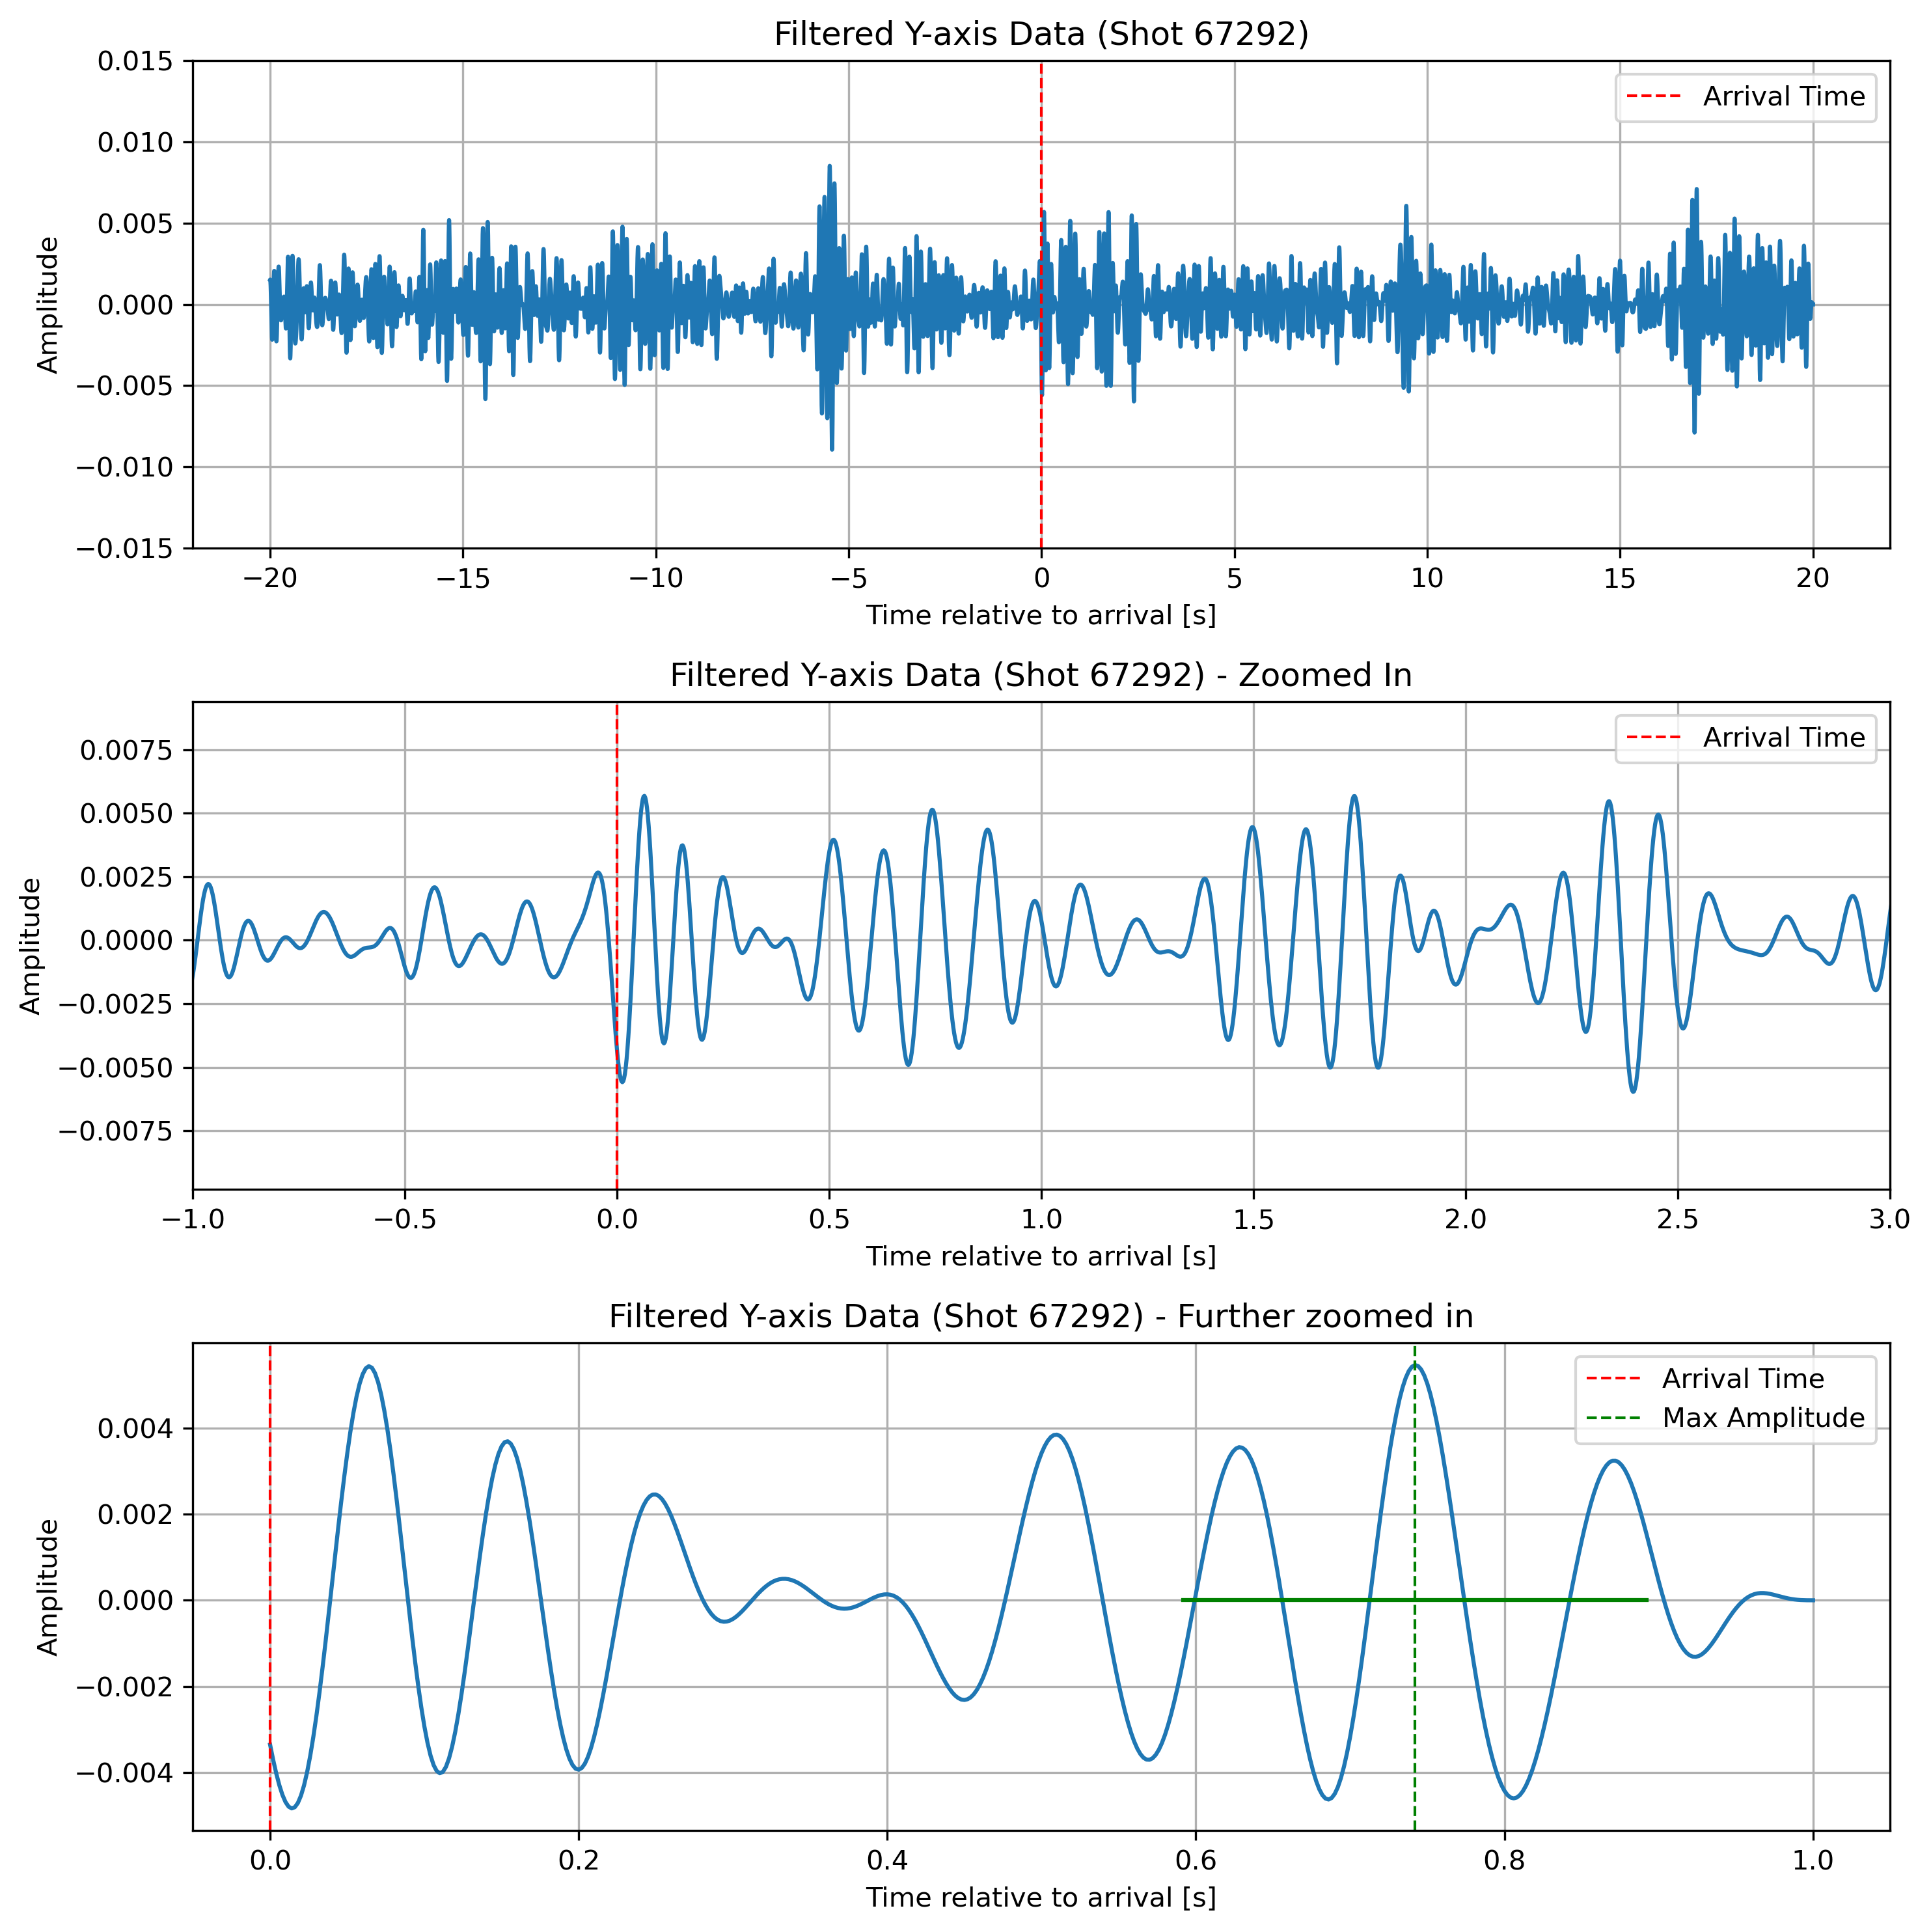 Filtered Y-axis Data (Shot 67292)
0.015
0.010
0.005
0.000
−0.005
−0.010
−0.015
Amplitude
Arrival Time
−20 −15 −10 −5 0 5 10 15 20
Time relative to arrival [s]
Filtered Y-axis Data (Shot 67292) - Zoomed In
0.0075
0.0050
0.0025
0.0000
−0.0025
−0.0050
−0.0075
Amplitude
Arrival Time
−1.0 −0.5 0.0 0.5 1.0 1.5 2.0 2.5 3.0
Time relative to arrival [s]
Filtered Y-axis Data (Shot 67292) - Further zoomed in
0.004
0.002
0.000
−0.002
−0.004
Amplitude
Arrival Time
Max Amplitude
0.0 0.2 0.4 0.6 0.8 1.0
Time relative to arrival [s]